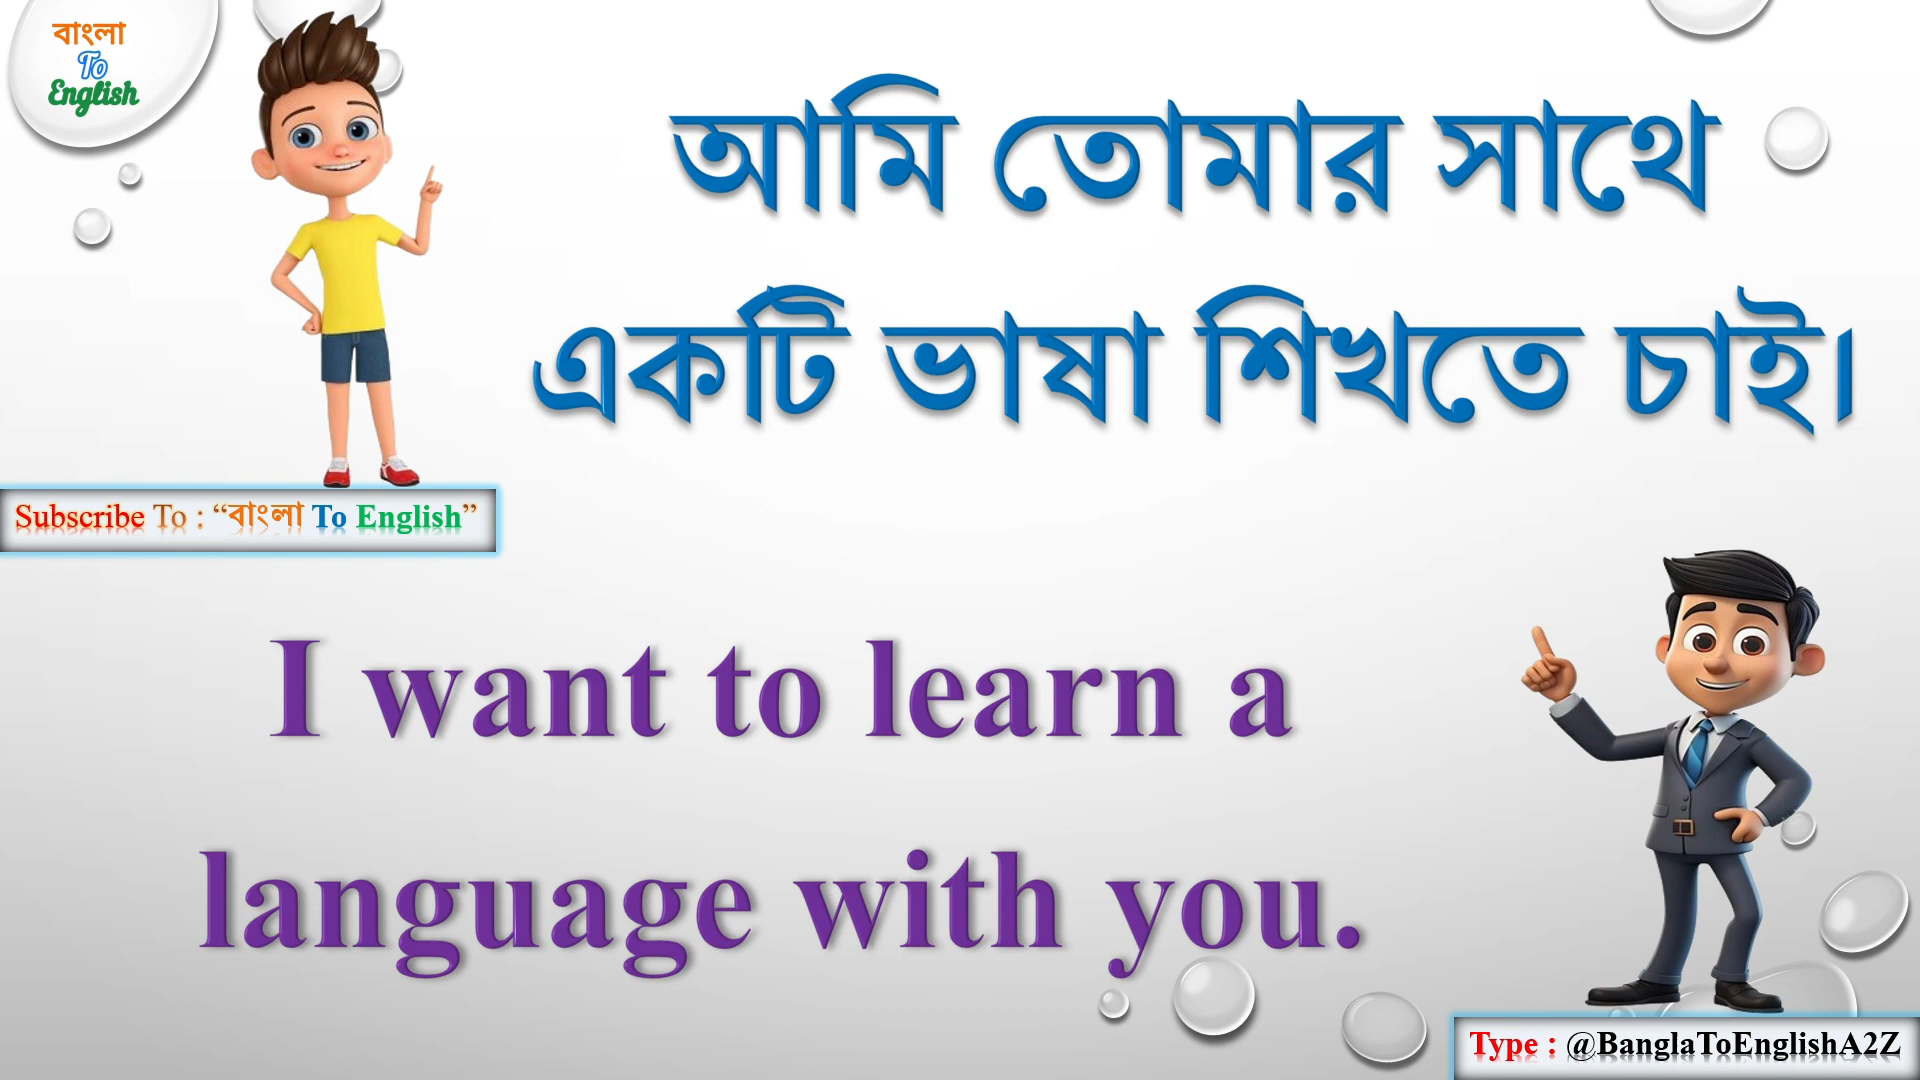 বাংলা
To
English
আমি তোমার সাথে
একটি ভাষা শিখতে চাই।
Subscribe To : “বাংলা To English”
I want to learn a
language with you.
Type : @BanglaToEnglishA2Z